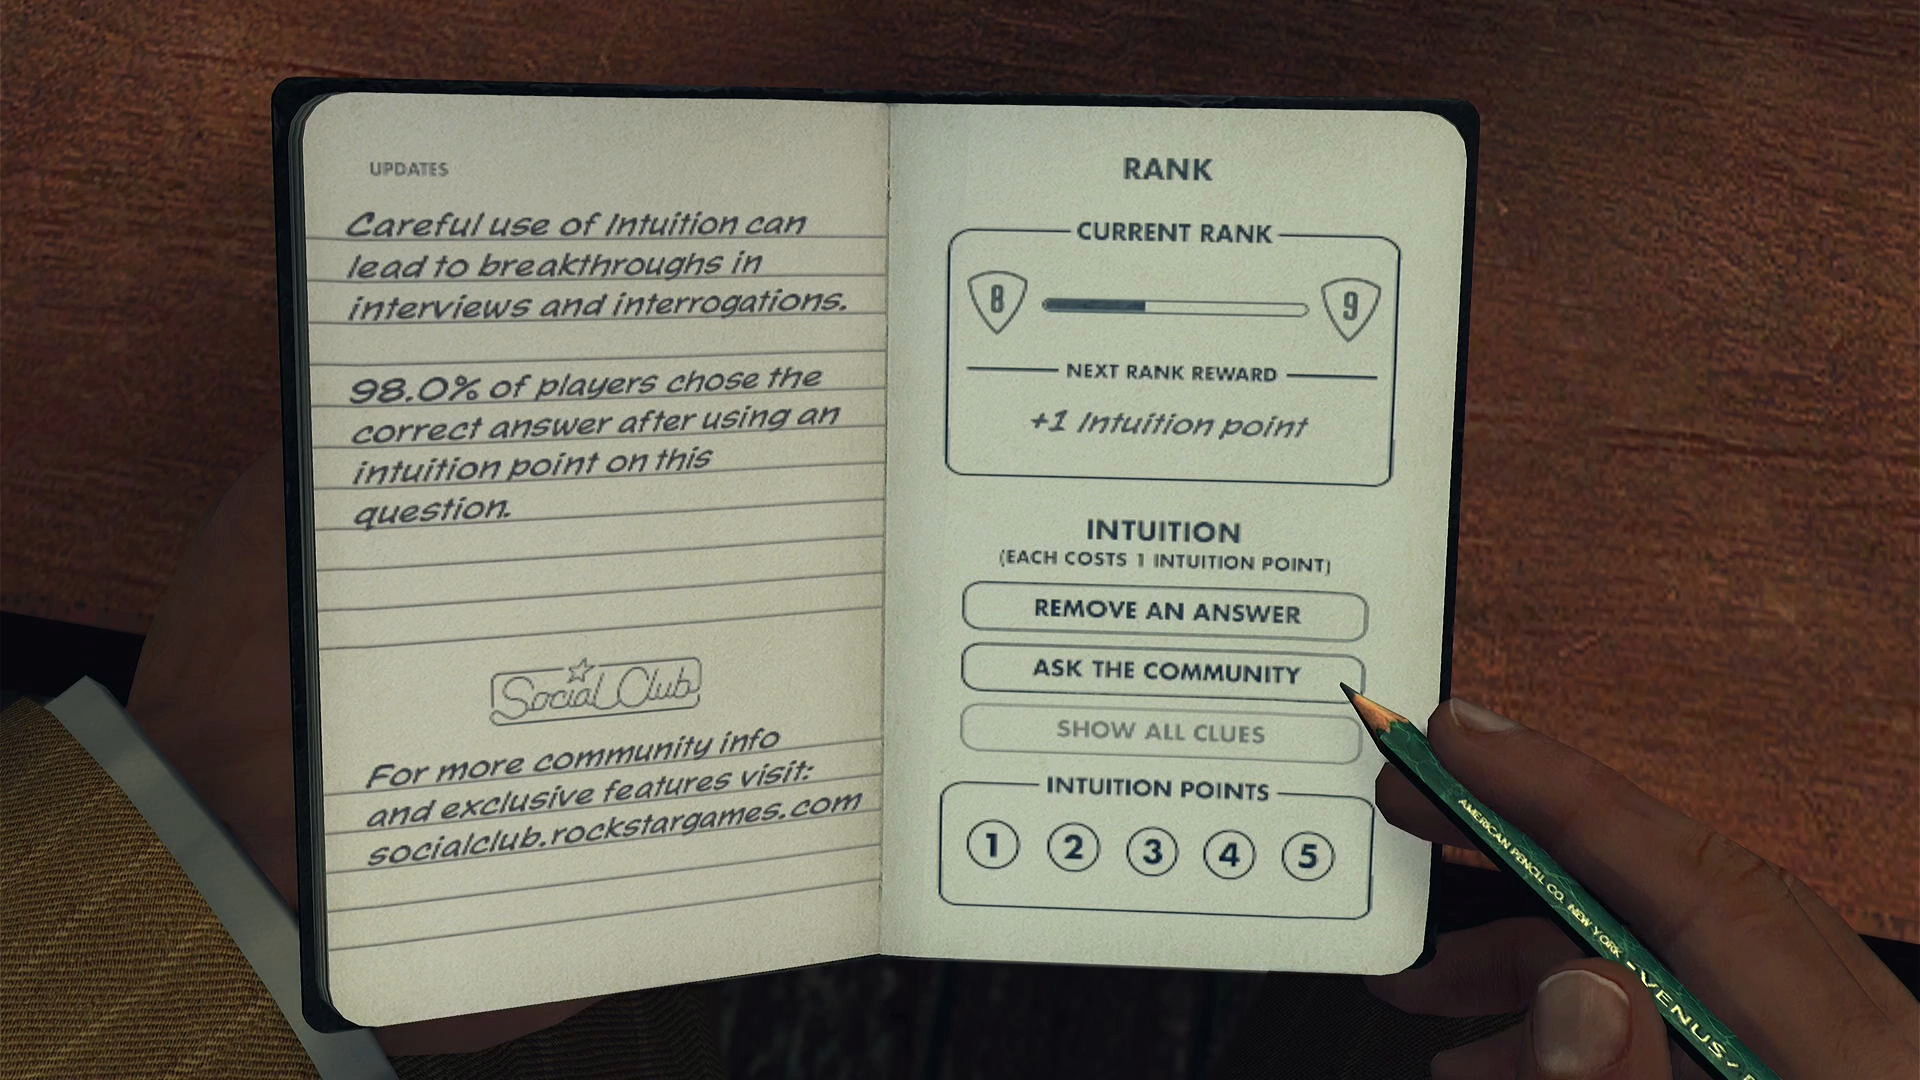 UPDATES
Careful use of Intuition can
lead to breakthroughs in
interviews and interrogations.
98.0% of players chose the
correct answer after using an
intuition point on this
question.
Social Club
For more community info
and exclusive features visit:
socialclub.rockstargames.com
RANK
CURRENT RANK
8
9
NEXT RANK REWARD
+1 Intuition point
INTUITION
(EACH COSTS 1 INTUITION POINT)
REMOVE AN ANSWER
ASK THE COMMUNITY
SHOW ALL CLUES
INTUITION POINTS
1 2 3 4 5
AMERICAN PENCIL CO. NEW YORK - VENUS